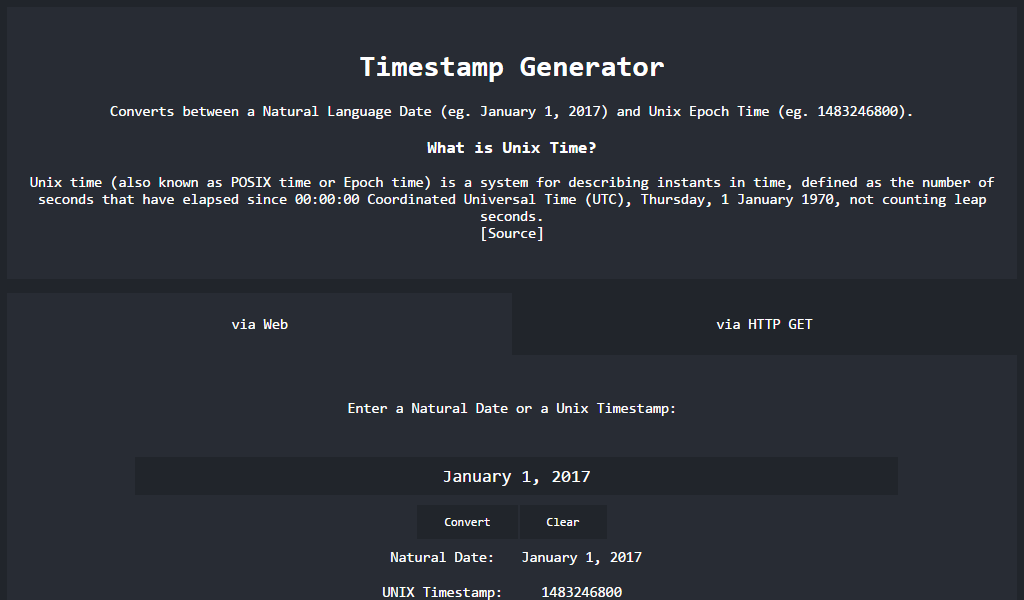 Timestamp Generator
Converts between a Natural Language Date (eg. January 1, 2017) and Unix Epoch Time (eg. 1483246800).
What is Unix Time?
Unix time (also known as POSIX time or Epoch time) is a system for describing instants in time, defined as the number of
seconds that have elapsed since 00:00:00 Coordinated Universal Time (UTC), Thursday, 1 January 1970, not counting leap
seconds.
[Source]
via Web
via HTTP GET
Enter a Natural Date or a Unix Timestamp:
January 1, 2017
Convert Clear
Natural Date: January 1, 2017
UNIX Timestamp: 1483246800